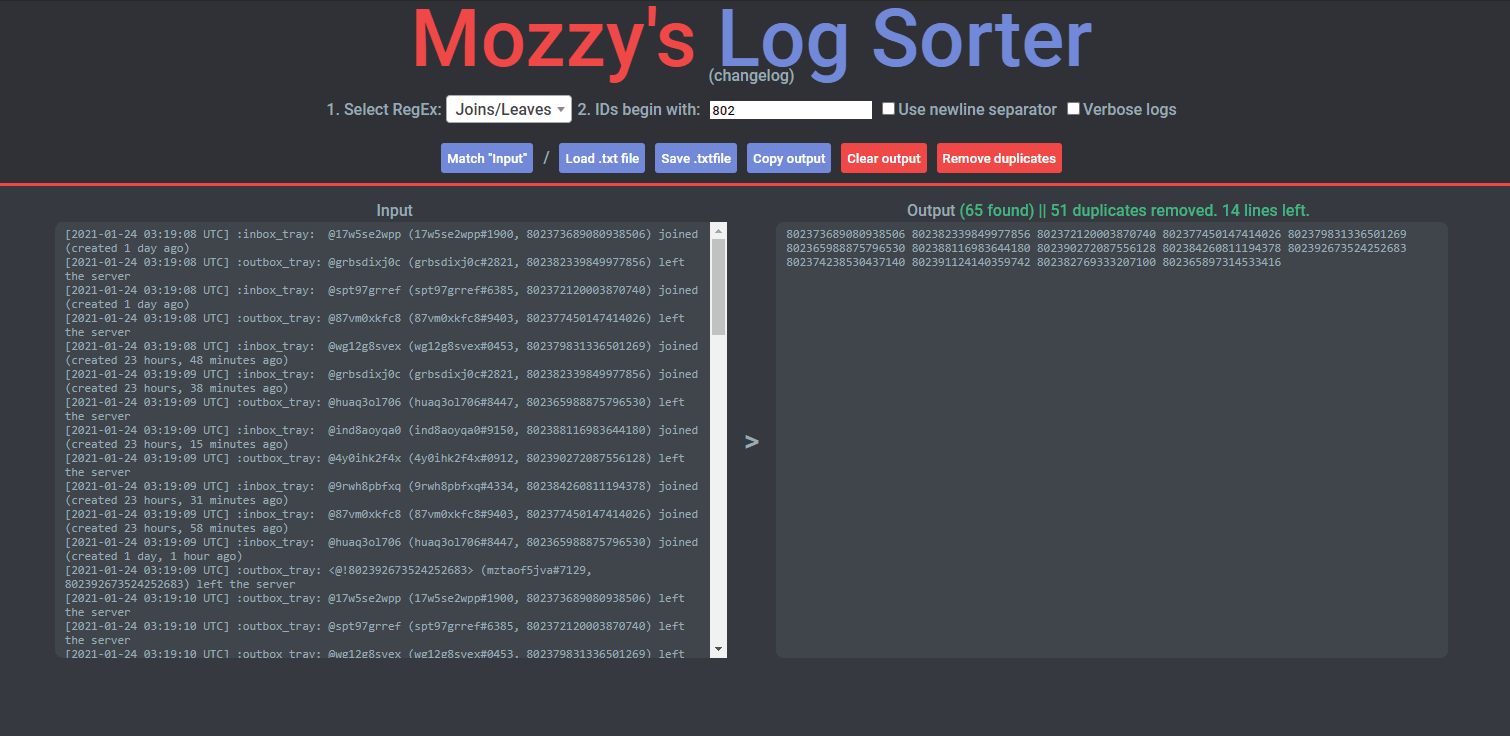 Mozzy's Log Sorter
(changelog)
1. Select RegEx: Joins/Leaves 2. IDs begin with: 802 Use newline separator Verbose logs
Match "Input" / Load .txt file Save .txtfile Copy output Clear output Remove duplicates
Input
[2021-01-24 03:19:08 UTC] :inbox_tray: @17w5se2wpp (17w5se2wpp#1900, 802373689080938506) joined
(created 1 day ago)
[2021-01-24 03:19:08 UTC] :outbox_tray: @grbsdixj0c (grbsdixj0c#2821, 802382339849977856) left
the server
[2021-01-24 03:19:08 UTC] :inbox_tray: @spt97grref (spt97grref#6385, 802372120003870740) joined
(created 1 day ago)
[2021-01-24 03:19:08 UTC] :outbox_tray: @87vm0xkfc8 (87vm0xkfc8#9403, 802377450147414026) left
the server
[2021-01-24 03:19:08 UTC] :inbox_tray: @wg12g8svex (wg12g8svex#0453, 802379831336501269) joined
(created 23 hours, 48 minutes ago)
[2021-01-24 03:19:09 UTC] :inbox_tray: @grbsdixj0c (grbsdixj0c#2821, 802382339849977856) joined
(created 23 hours, 38 minutes ago)
[2021-01-24 03:19:09 UTC] :outbox_tray: @huaq3ol706 (huaq3ol706#8447, 802365988875796530) left
the server
[2021-01-24 03:19:09 UTC] :inbox_tray: @ind8aoyqa0 (ind8aoyqa0#9150, 802388116983644180) joined
(created 23 hours, 15 minutes ago)
[2021-01-24 03:19:09 UTC] :outbox_tray: @4y0ihk2f4x (4y0ihk2f4x#0912, 802390272087556128) left
the server
[2021-01-24 03:19:09 UTC] :inbox_tray: @9rwh8pbfxq (9rwh8pbfxq#4334, 802384260811194378) joined
(created 23 hours, 31 minutes ago)
[2021-01-24 03:19:09 UTC] :inbox_tray: @87vm0xkfc8 (87vm0xkfc8#9403, 802377450147414026) joined
(created 23 hours, 58 minutes ago)
[2021-01-24 03:19:09 UTC] :inbox_tray: @huaq3ol706 (huaq3ol706#8447, 802365988875796530) joined
(created 1 day, 1 hour ago)
[2021-01-24 03:19:09 UTC] :outbox_tray: <@!802392673524252683> (mztaof5jva#7129,
802392673524252683) left the server
[2021-01-24 03:19:10 UTC] :outbox_tray: @17w5se2wpp (17w5se2wpp#1900, 802373689080938506) left
the server
[2021-01-24 03:19:10 UTC] :outbox_tray: @spt97grref (spt97grref#6385, 802372120003870740) left
the server
[2021-01-24 03:19:10 UTC] :outbox_tray: @wg12g8svex (wg12g8svex#0453, 802379831336501269) left
>
Output (65 found) || 51 duplicates removed. 14 lines left.
802373689080938506 802382339849977856 802372120003870740 802377450147414026 802379831336501269
802365988875796530 802388116983644180 802390272087556128 802384260811194378 802392673524252683
802374238530437140 802391124140359742 802382769333207100 802365897314533416